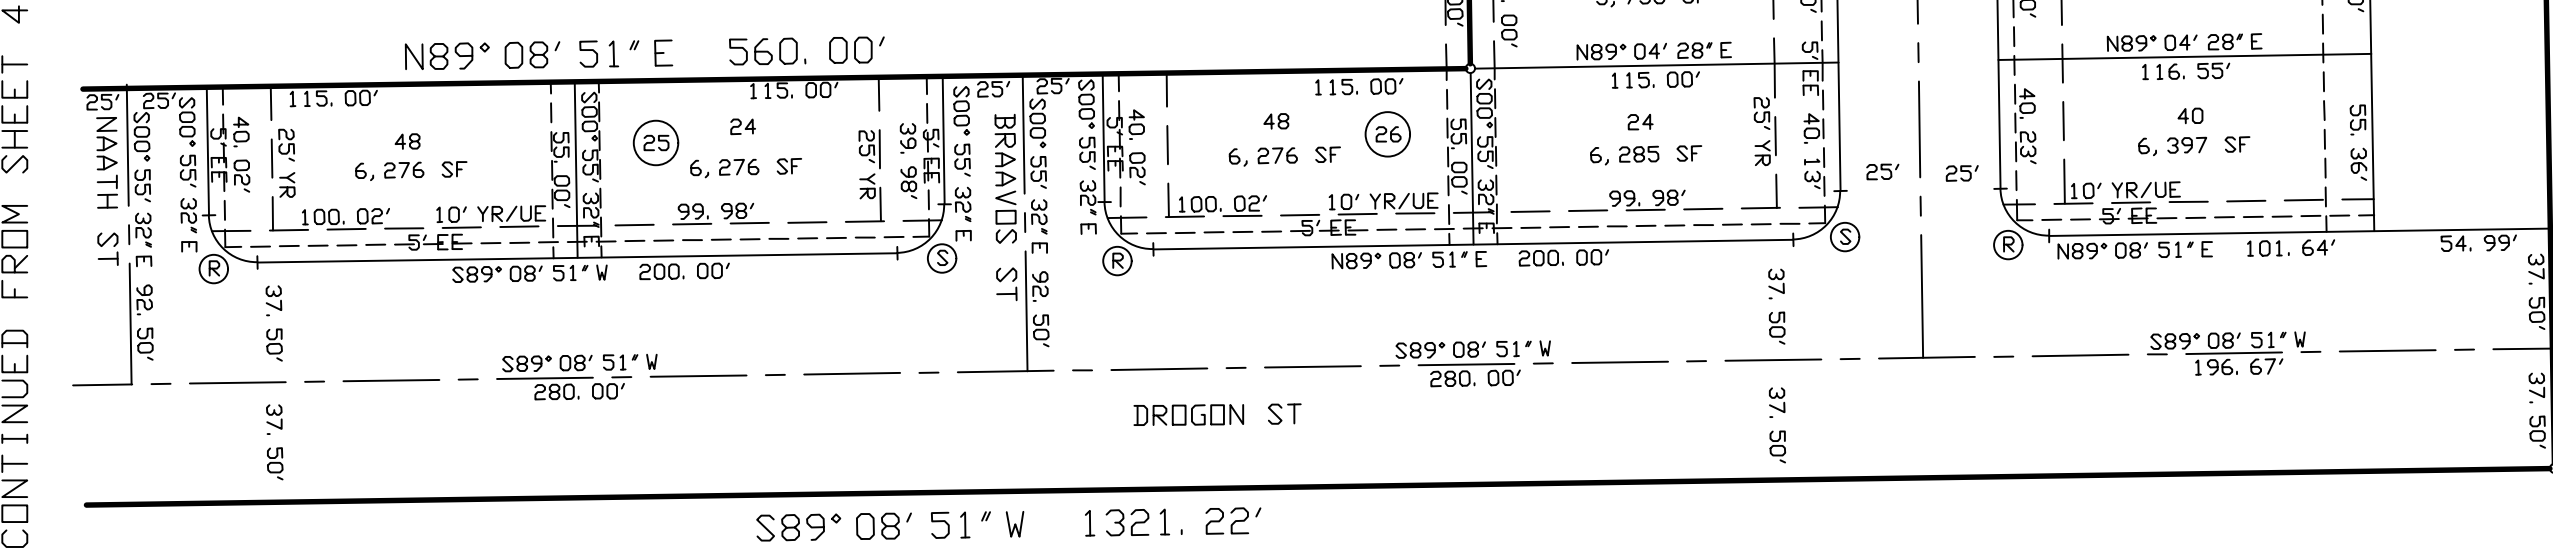 CONTINUED FROM SHEET 4
N89°08'51"E 560.00'
25'
25'
NAATH ST
S00°55'32"E 92.50'
S00°55'32"E
5' EE
40.02'
25' YR
115.00'
48
6,276 SF
100.02'
10' YR/UE
5' EE
55.00'
S00°55'32"E
25
115.00'
24
6,276 SF
99.98'
25' YR
39.98'
5' EE
S00°55'32"E
R
S89°08'51"W 200.00'
S
37.50'
25'
25'
BRAAVOS ST
S00°55'32"E 92.50'
S00°55'32"E
5' EE
40.02'
115.00'
48
6,276 SF
26
100.02'
10' YR/UE
5' EE
55.00'
S00°55'32"E
00'
.00'
N89°04'28"E
115.00'
24
6,285 SF
99.98'
25' YR
5' EE
40.13'
R
N89°08'51"E 200.00'
S
37.50'
25'
25'
N89°04'28"E
116.55'
40.23'
40
6,397 SF
55.36'
10' YR/UE
5' EE
R
N89°08'51"E 101.64'
54.99'
37.50'
S89°08'51"W
280.00'
S89°08'51"W
280.00'
S89°08'51"W
196.67'
37.50'
DROGON ST
37.50'
37.50'
S89°08'51"W 1321.22'